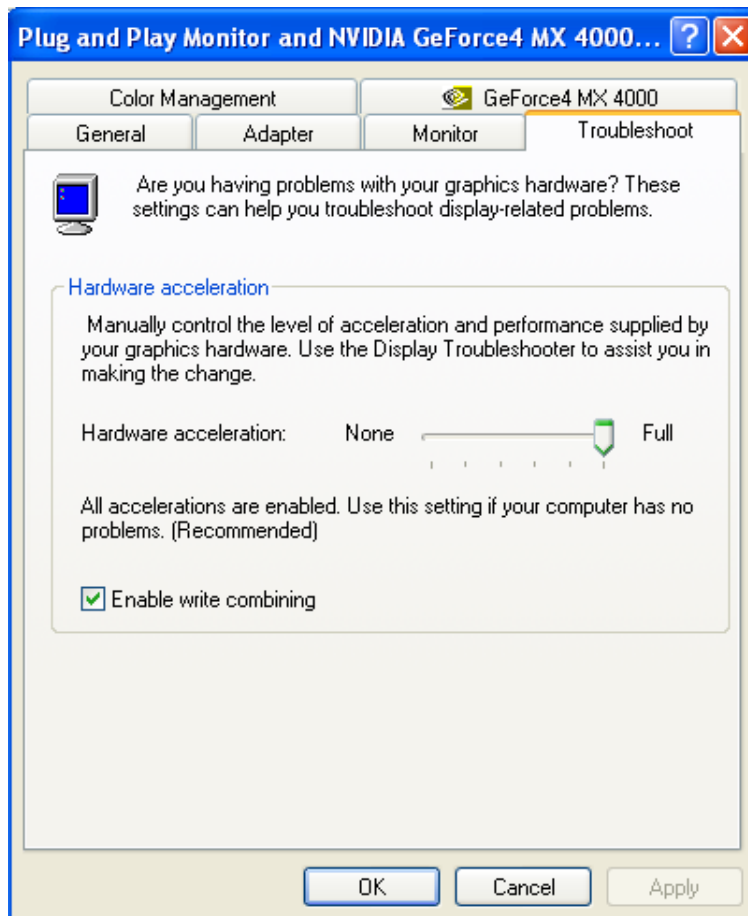 Plug and Play Monitor and NVIDIA GeForce4 MX 4000...
Color Management
GeForce4 MX 4000
General
Adapter
Monitor
Troubleshoot
Are you having problems with your graphics hardware? These
settings can help you troubleshoot display-related problems.
Hardware acceleration
Manually control the level of acceleration and performance supplied by
your graphics hardware. Use the Display Troubleshooter to assist you in
making the change.
Hardware acceleration: None Full
All accelerations are enabled. Use this setting if your computer has no
problems. (Recommended)
Enable write combining
OK
Cancel
Apply